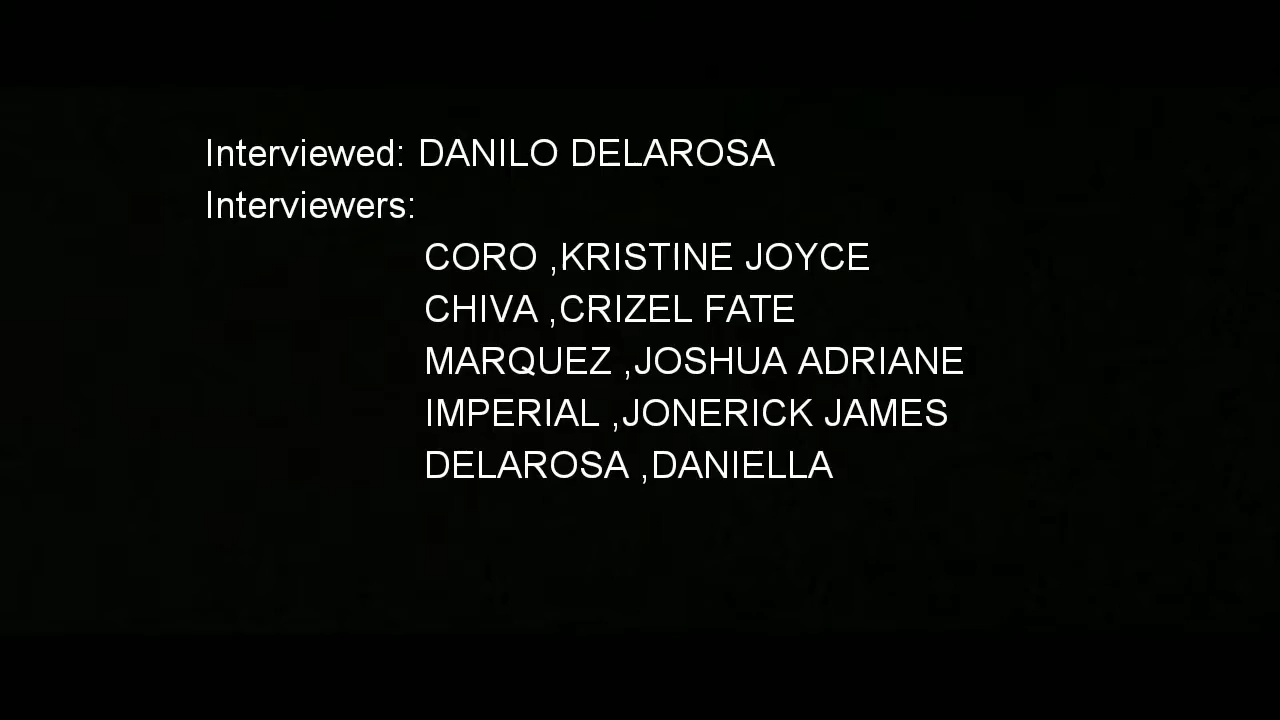 Interviewed: DANILO DELAROSA
Interviewers:
CORO ,KRISTINE JOYCE
CHIVA ,CRIZEL FATE
MARQUEZ ,JOSHUA ADRIANE
IMPERIAL ,JONERICK JAMES
DELAROSA ,DANIELLA